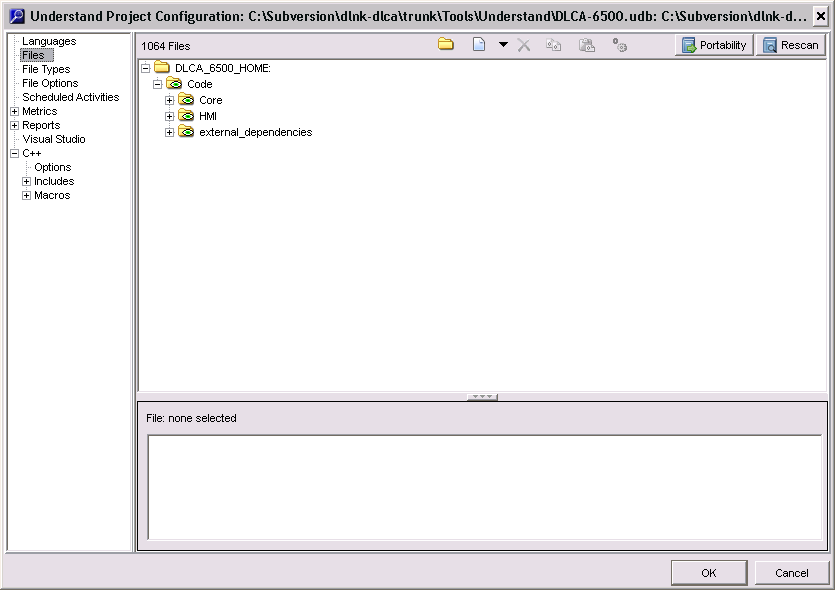 Understand Project Configuration: C:\Subversion\dlnk-dlca\trunk\Tools\Understand\DLCA-6500.udb: C:\Subversion\dlnk-d...
Languages
Files
File Types
File Options
Scheduled Activities
Metrics
Reports
Visual Studio
C++
Options
Includes
Macros
1064 Files
Portability
Rescan
DLCA_6500_HOME:
Code
Core
HMI
external_dependencies
File: none selected
OK
Cancel